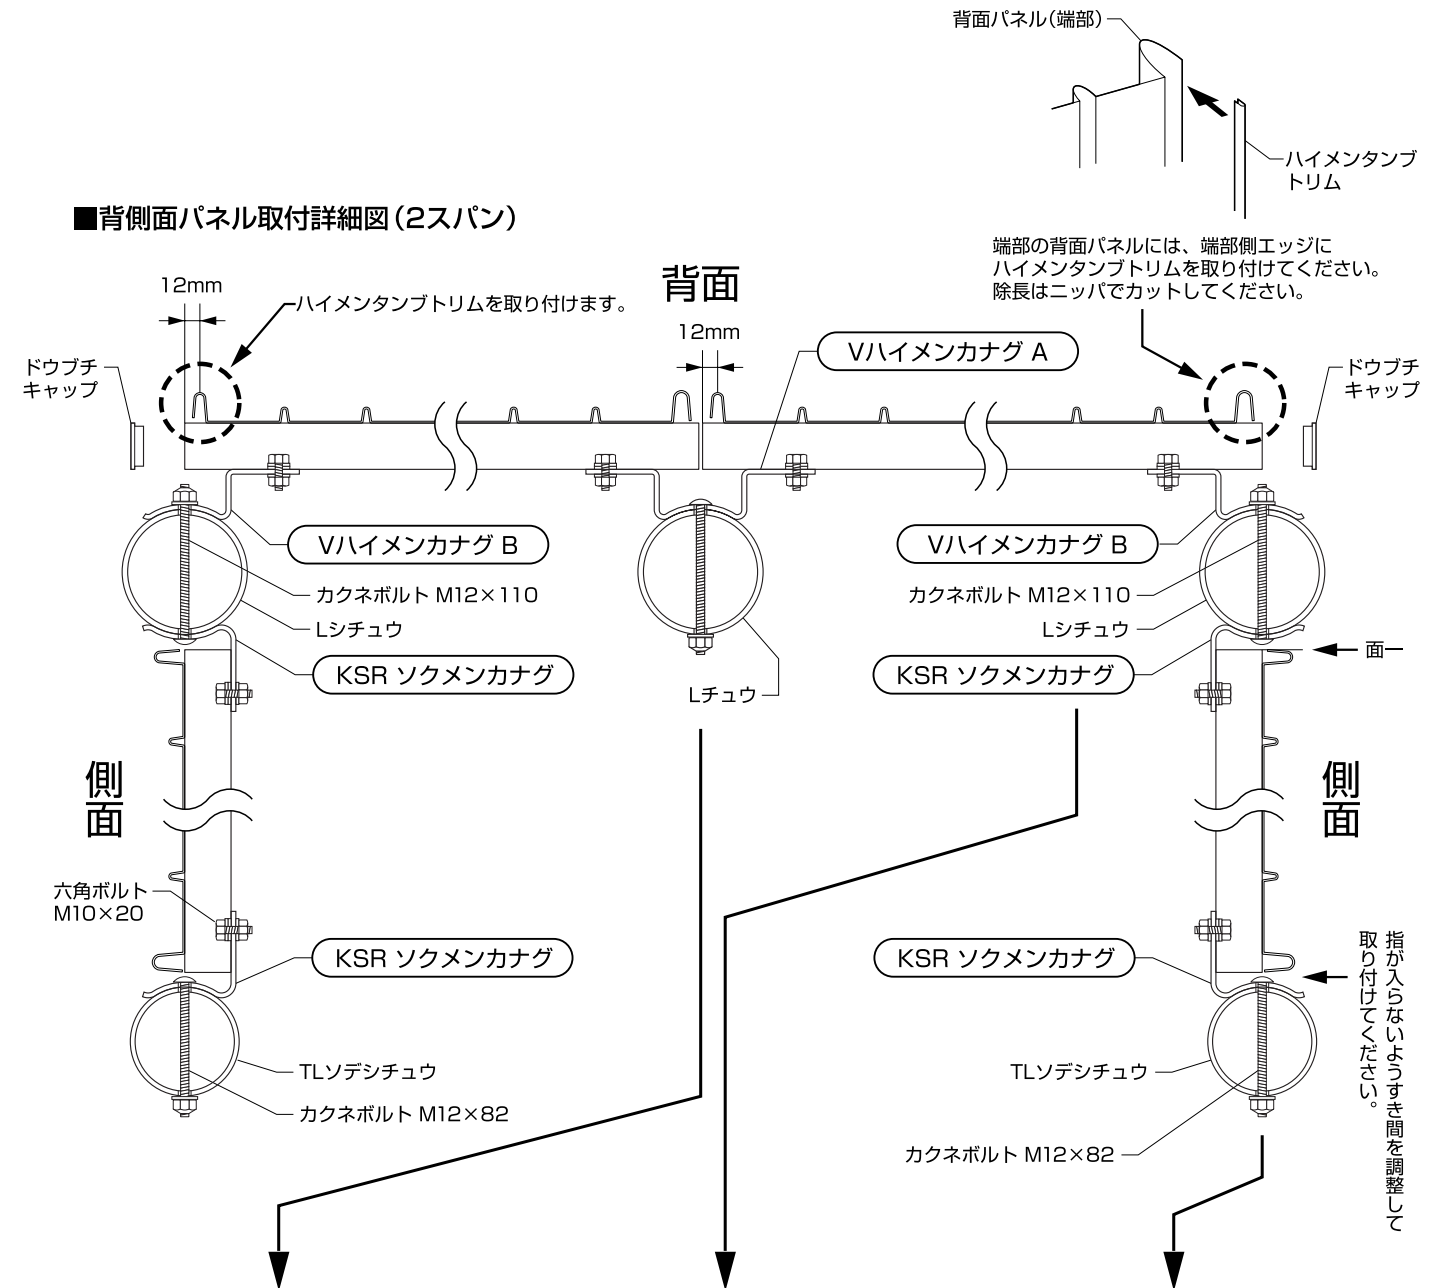 背面パネル（端部）
ハイメンタンブ
トリム
■背側面パネル取付詳細図（2スパン）
端部の背面パネルには、端部側エッジに
ハイメンタンブトリムを取り付けてください。
除長はニッパでカットしてください。
背面
12mm
ハイメンタンブトリムを取り付けます。
12mm
Vハイメンカナグ A
ドウブチ
キャップ
ドウブチ
キャップ
Vハイメンカナグ B
Vハイメンカナグ B
カクネボルト M12×110
カクネボルト M12×110
Lシチュウ
Lシチュウ
KSR ソクメンカナグ
KSR ソクメンカナグ
面一
Lチュウ
側面
側面
六角ボルト
M10×20
KSR ソクメンカナグ
KSR ソクメンカナグ
指が入らないようすき間を調整して
取り付けてください。
TLソデシチュウ
TLソデシチュウ
カクネボルト M12×82
カクネボルト M12×82